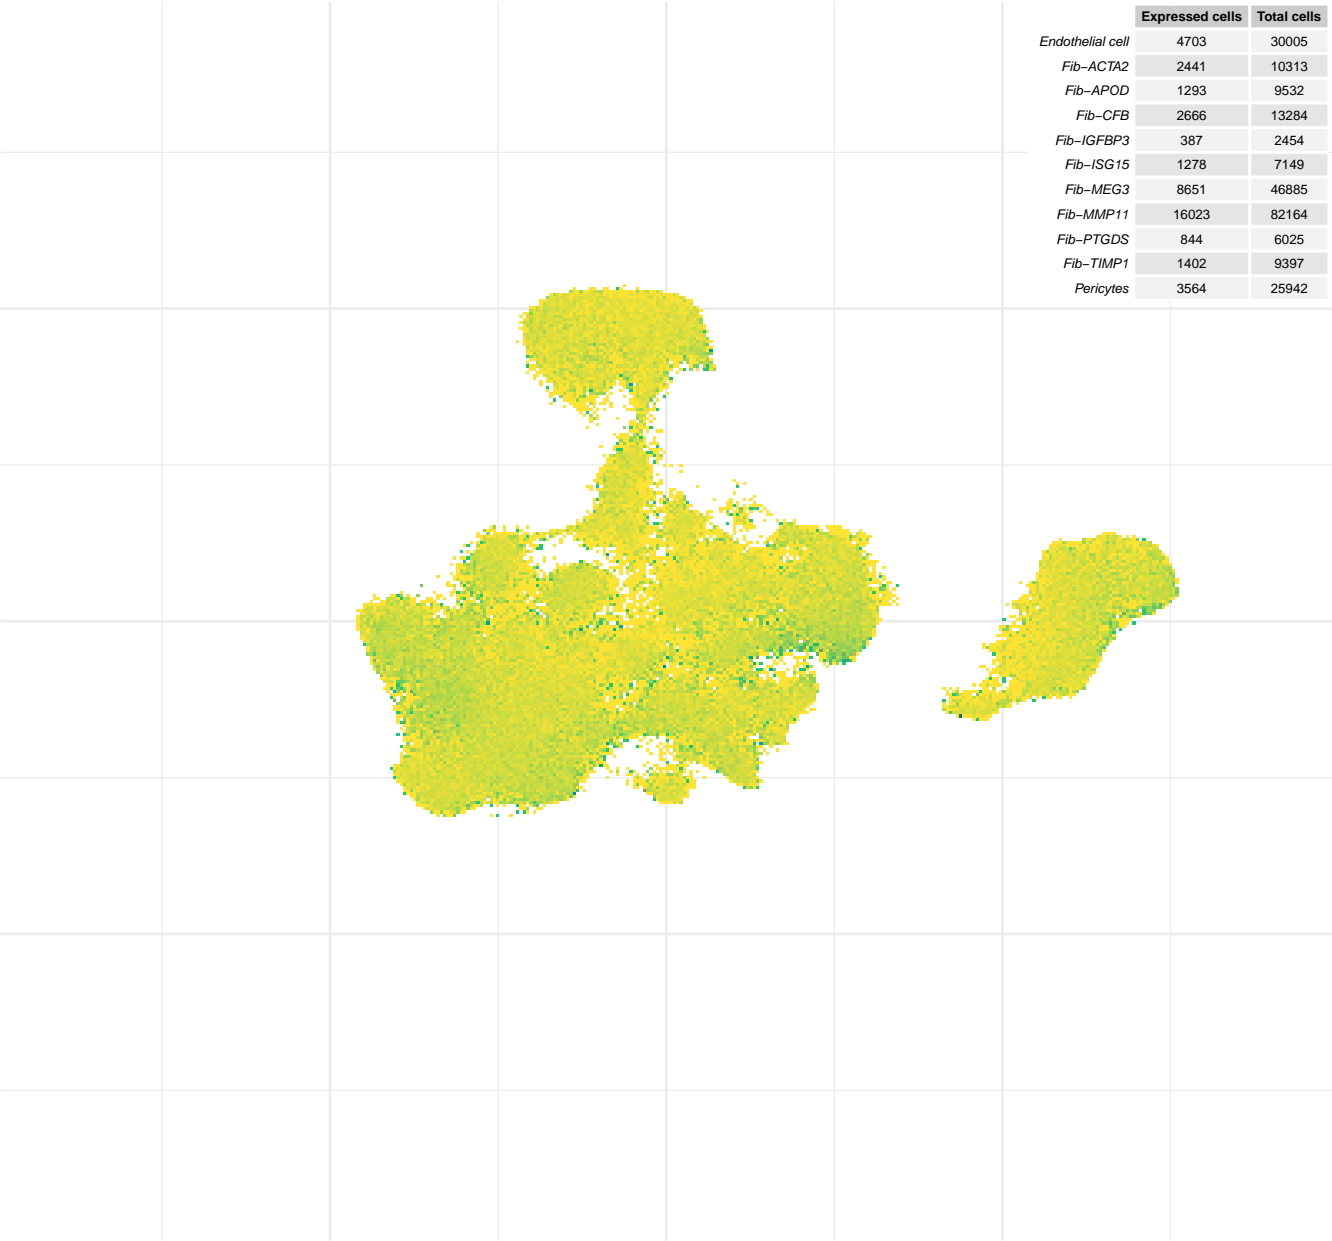 Expressed cells Total cells
Endothelial cell 4703 30005
Fib−ACTA2 2441 10313
Fib−APOD 1293 9532
Fib−CFB 2666 13284
Fib−IGFBP3 387 2454
Fib−ISG15 1278 7149
Fib−MEG3 8651 46885
Fib−MMP11 16023 82164
Fib−PTGDS 844 6025
Fib−TIMP1 1402 9397
Pericytes 3564 25942